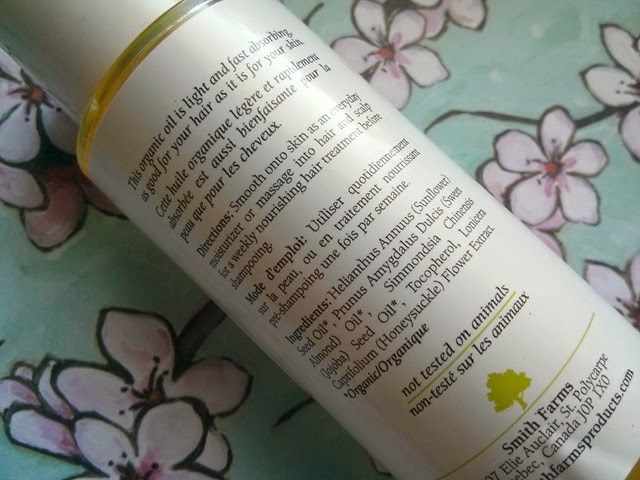 This organic oil is light and fast absorbing
as good for your hair as it is for your skin.
Cette huile organique légère et rapidement
absorbée est aussi bienfaisante pour la
peau que pour les cheveux
Directions: Smooth onto skin as an everyday
moisturizer or massage into hair and scalp
for a weekly nourishing hair treatment before
shampooing.
Mode d'emploi: Utiliser quotidiennement
sur la peau, ou en traitement nourrissant
pré-shampoing une fois par semaine.
Ingredients: Helianthus Annuus (Sunflower)
Seed Oil*, Prunus Amygdalus Dulcis (Sweet
Almond) Oil*, Simmondsia Chinensis
(Jojoba) Seed Oil*, Tocopherol, Lonicera
Caprifolium (Honeysuckle) Flower Extract
*Organic/Organique
not tested on animals
non-testé sur les animaux
Smith Farms
07 Elie Auclair, St. Polycarpe
uebec, Canada J0P 1X0
hfarmsproducts.com